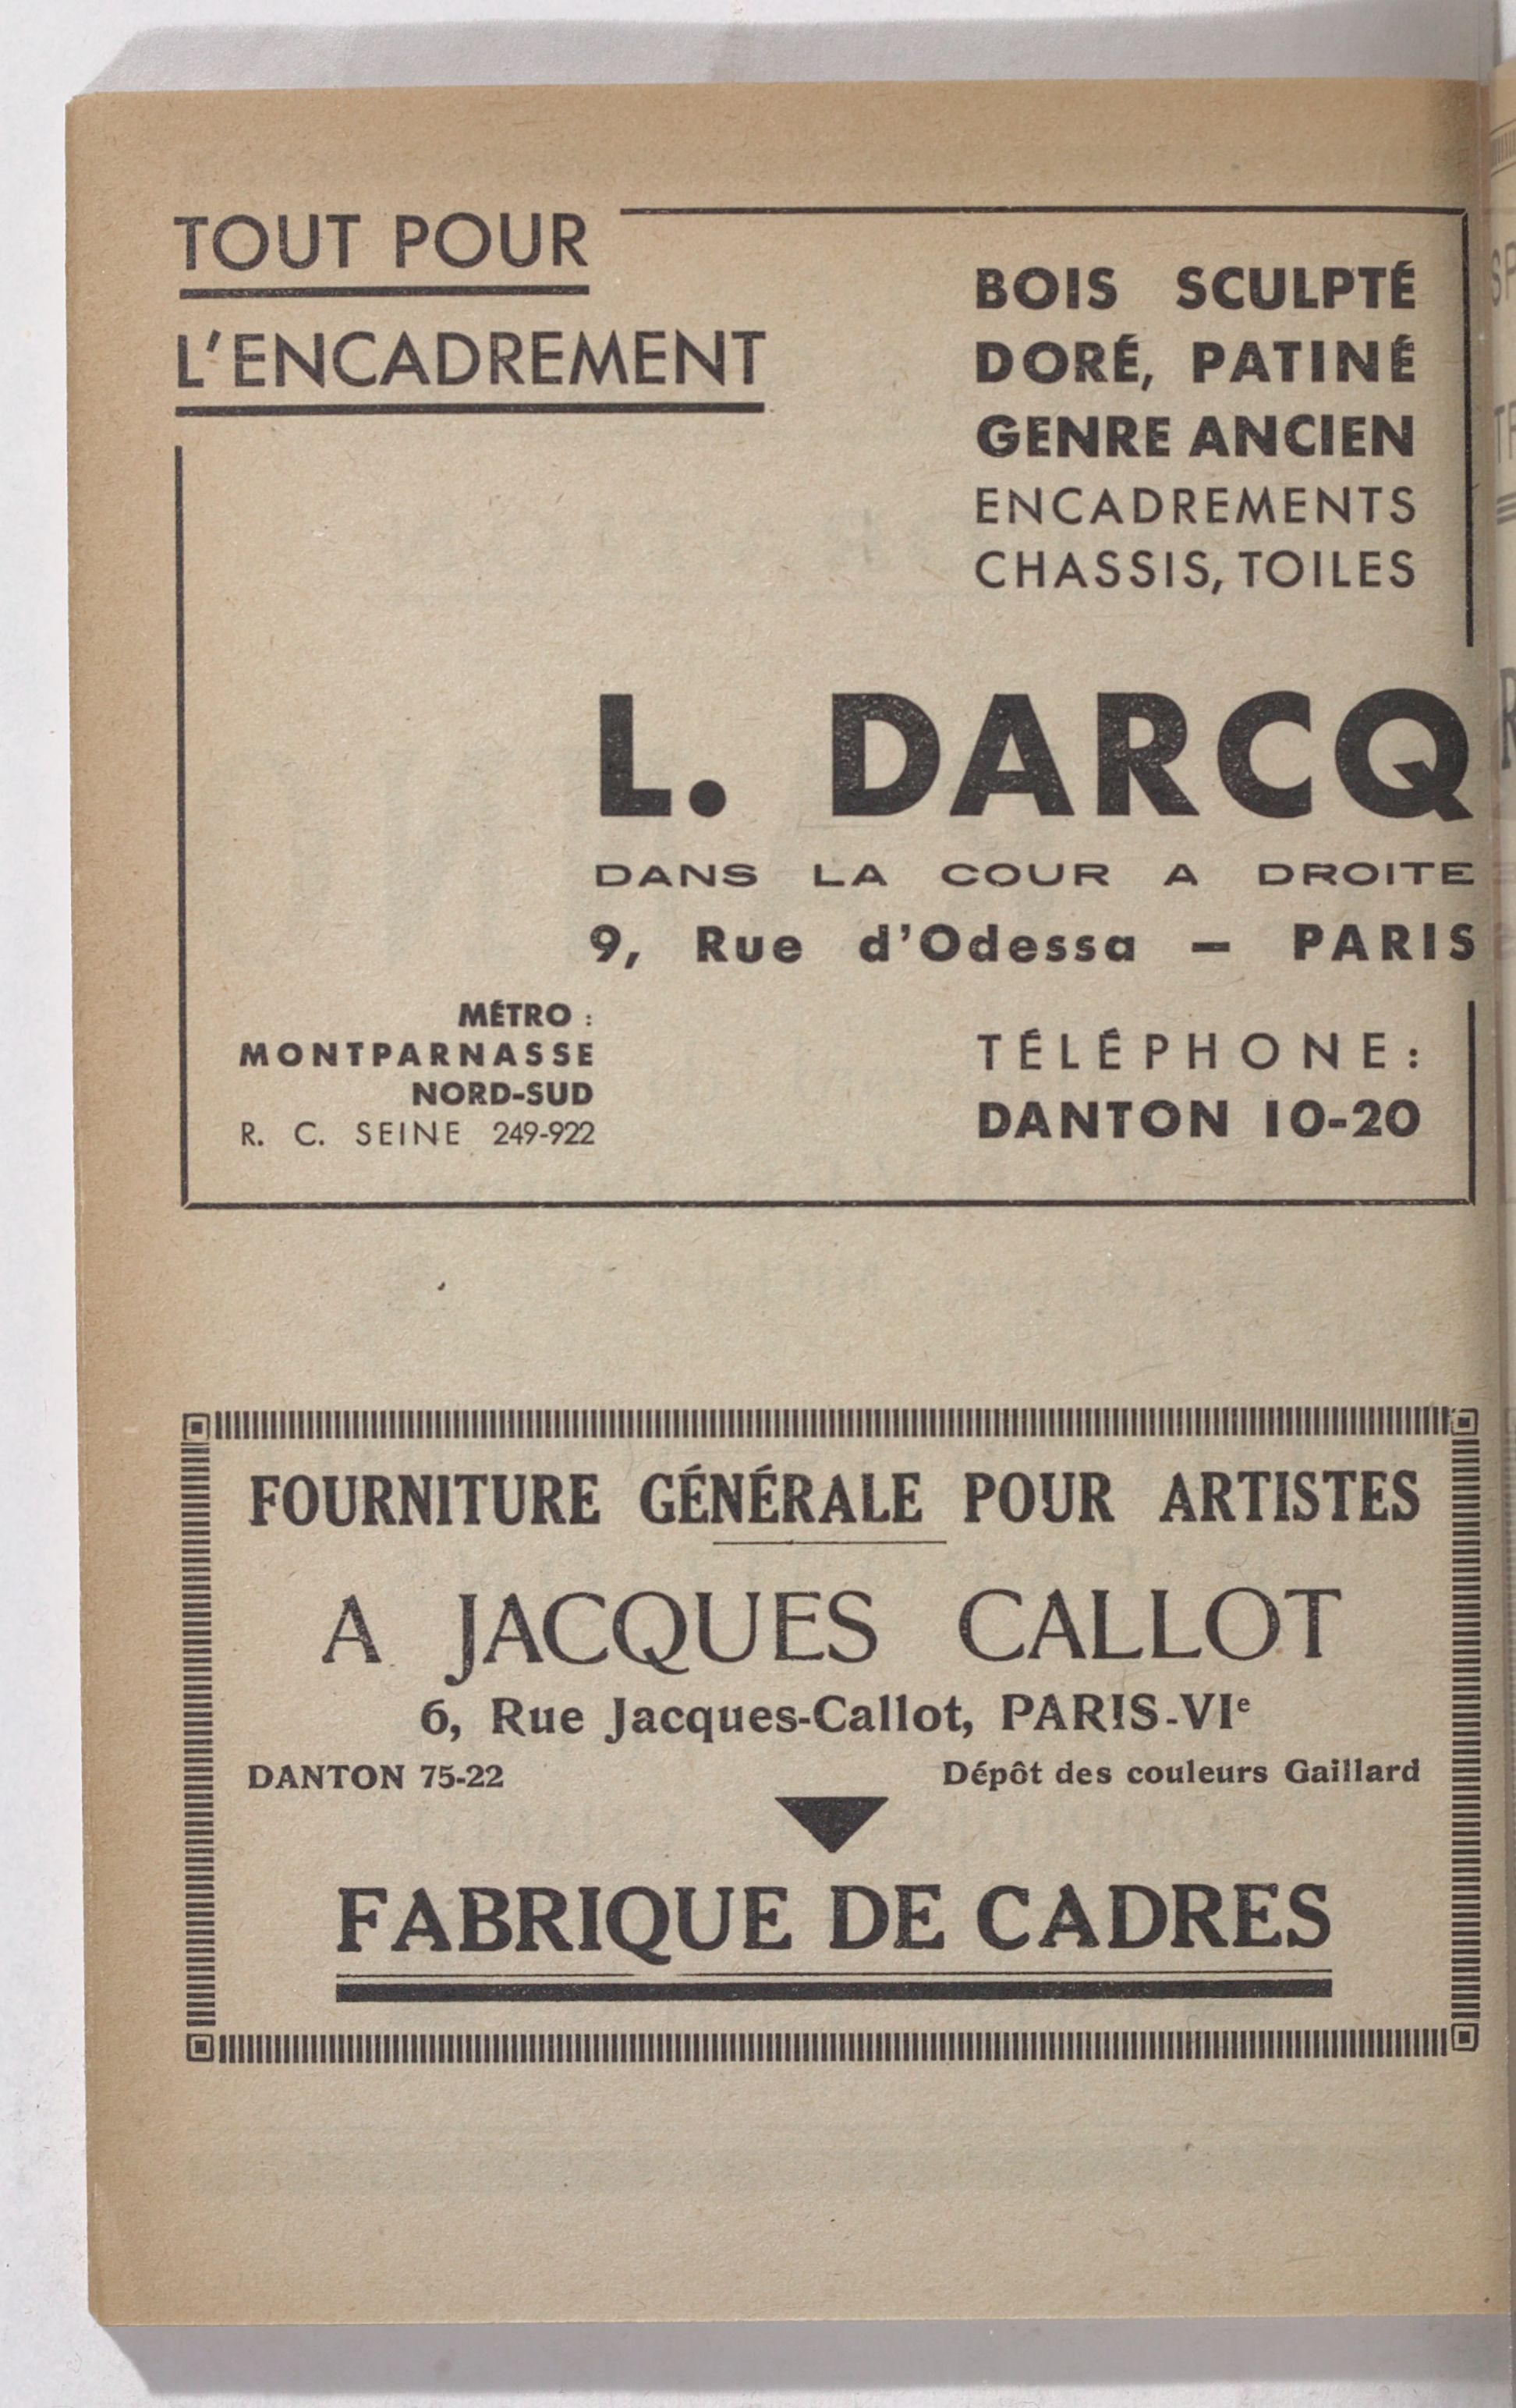 TOUT POUR
L'ENCADREMENT
BOIS SCULPTÉ
DORÉ, PATINÉ
GENRE ANCIEN
ENCADREMENTS
CHASSIS, TOILES
L. DARCQ
DANS LA COUR A DROITE
9, Rue d'Odessa — PARIS
MÉTRO :
MONTPARNASSE
NORD-SUD
R. C. SEINE 249-922
TÉLÉPHONE :
DANTON 10-20
FOURNITURE GÉNÉRALE POUR ARTISTES
A JACQUES CALLOT
6, Rue Jacques-Callot, PARIS-VIe
DANTON 75-22
Dépôt des couleurs Gaillard
FABRIQUE DE CADRES